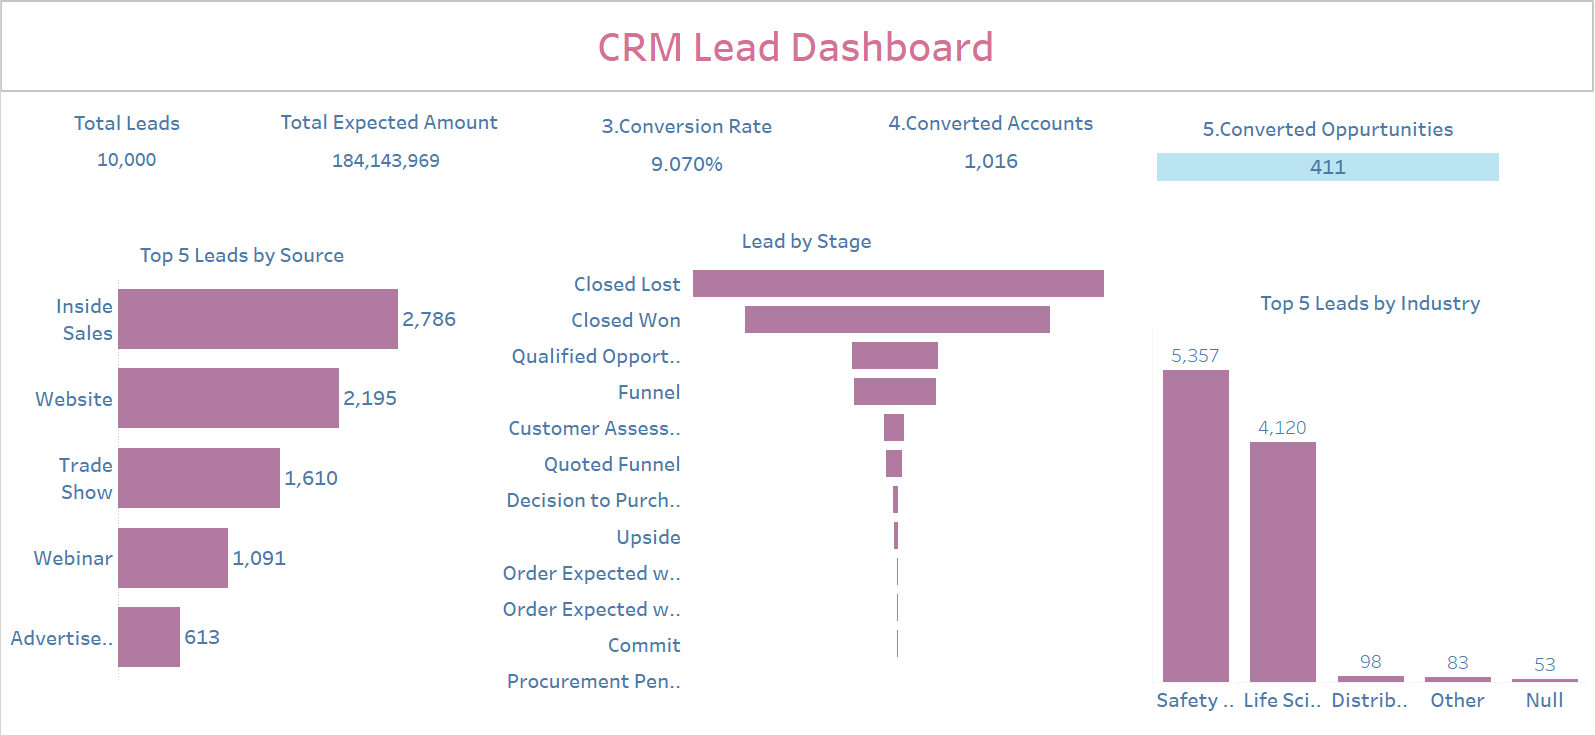 CRM Lead Dashboard
Total Leads
10,000
Total Expected Amount
184,143,969
3.Conversion Rate
9.070%
4.Converted Accounts
1,016
5.Converted Oppurtunities
411
Top 5 Leads by Source
Inside
Sales
2,786
Website
2,195
Trade
Show
1,610
Webinar
1,091
Advertise..
613
Lead by Stage
Closed Lost
Closed Won
Qualified Opport..
Funnel
Customer Assess..
Quoted Funnel
Decision to Purch..
Upside
Order Expected w..
Order Expected w..
Commit
Procurement Pen..
Top 5 Leads by Industry
5,357
4,120
98
83
53
Safety ..
Life Sci..
Distrib..
Other
Null